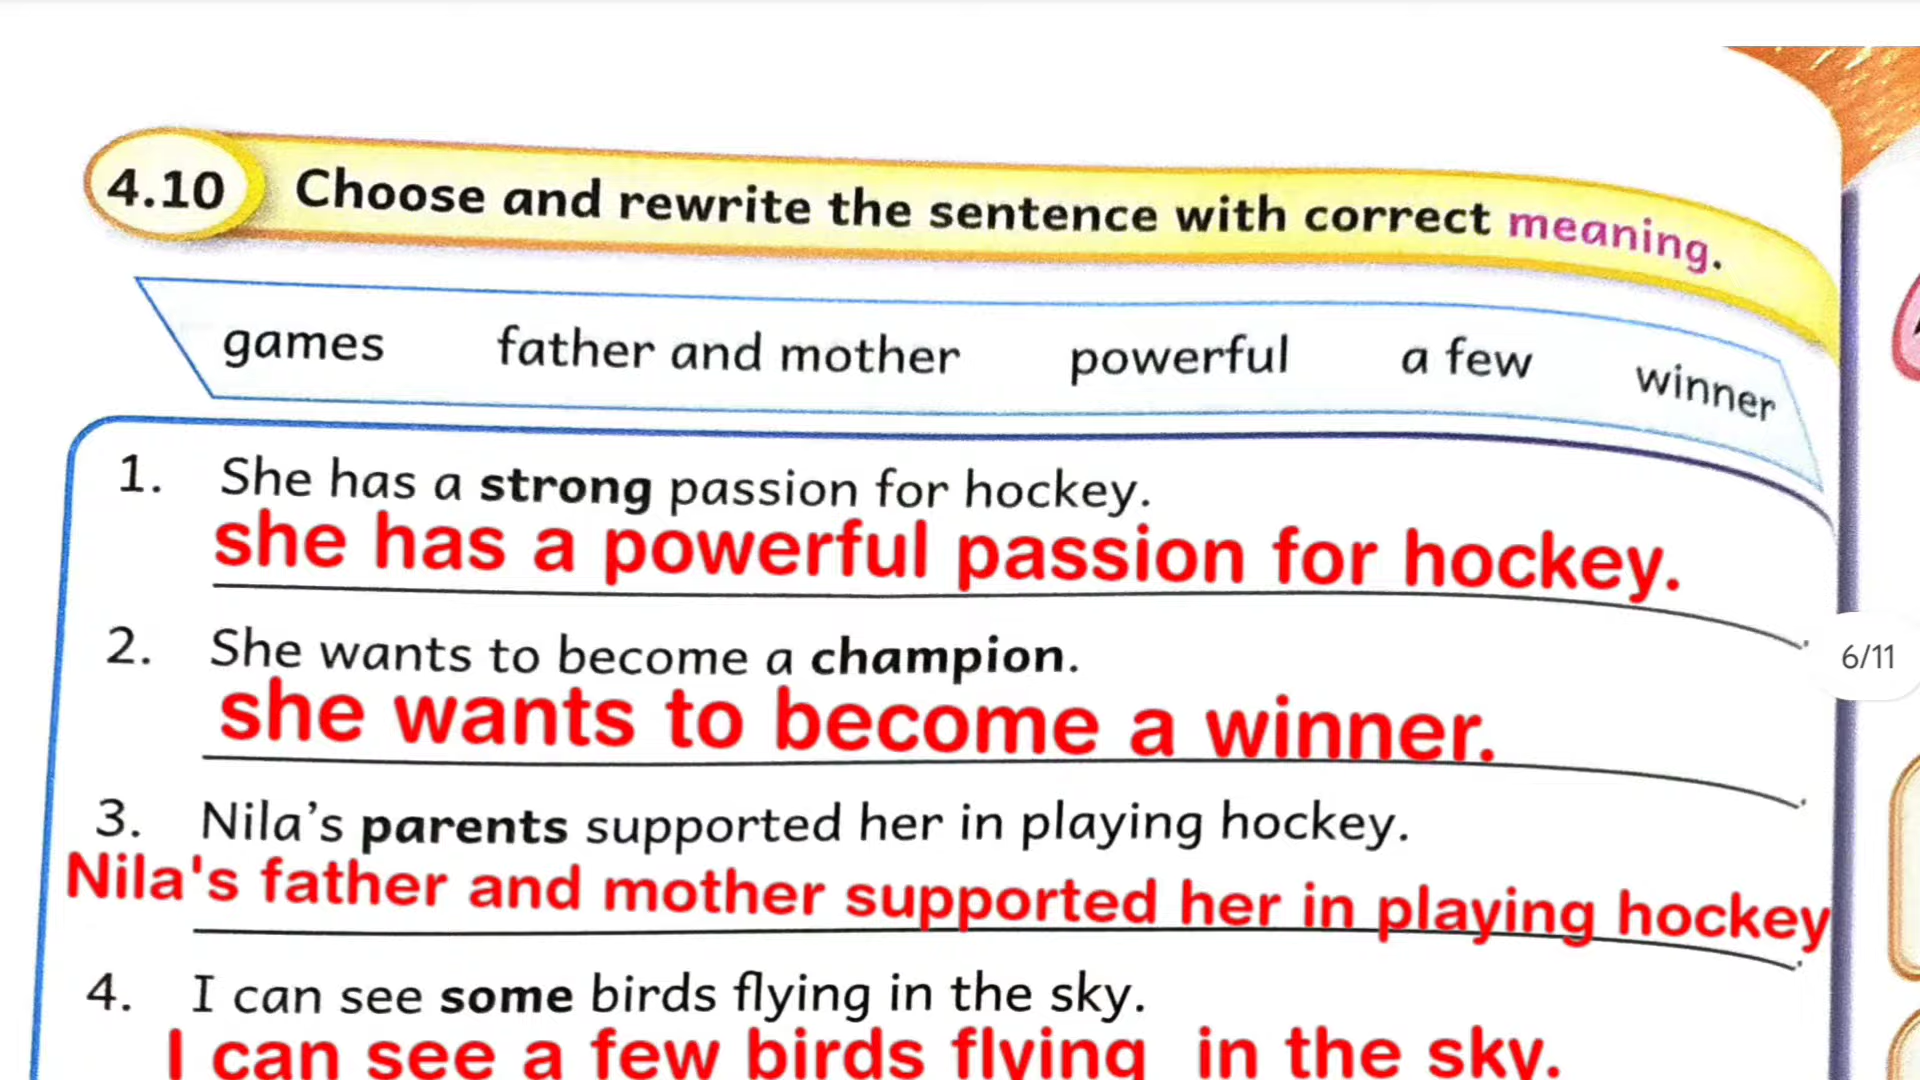 4.10 Choose and rewrite the sentence with correct meaning.
games father and mother powerful a few winner
1. She has a strong passion for hockey.
she has a powerful passion for hockey.
2. She wants to become a champion.
she wants to become a winner.
6/11
3. Nila's parents supported her in playing hockey.
Nila's father and mother supported her in playing hockey
4. I can see some birds flying in the sky.
I can see a few birds flying in the sky.